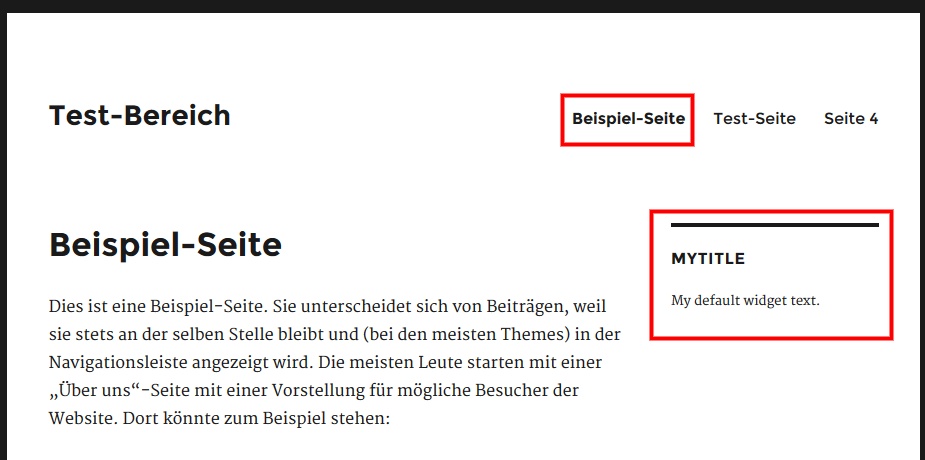 Test-Bereich
Beispiel-Seite Test-Seite Seite 4
Beispiel-Seite
Dies ist eine Beispiel-Seite. Sie unterscheidet sich von Beiträgen, weil
sie stets an der selben Stelle bleibt und (bei den meisten Themes) in der
Navigationsleiste angezeigt wird. Die meisten Leute starten mit einer
„Über uns“-Seite mit einer Vorstellung für mögliche Besucher der
Website. Dort könnte zum Beispiel stehen:
MYTITLE
My default widget text.